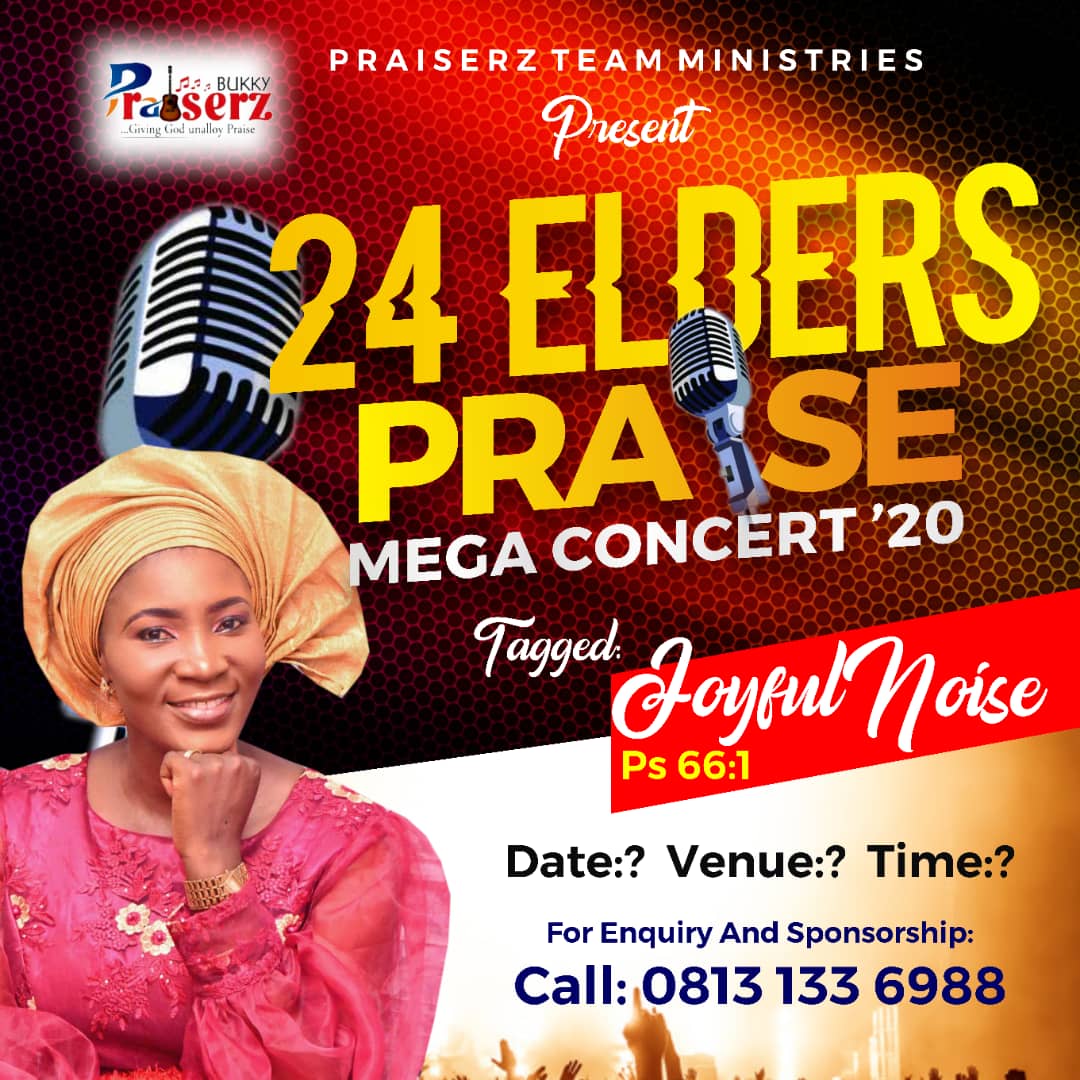 BUKKY
Praiserz
...Giving God unalloy Praise
PRAISERZ TEAM MINISTRIES
Present
24 ELDERS
PRAISE
MEGA CONCERT ’20
Tagged:
Joyful Noise
Ps 66:1
Date:? Venue:? Time:?
For Enquiry And Sponsorship:
Call: 0813 133 6988